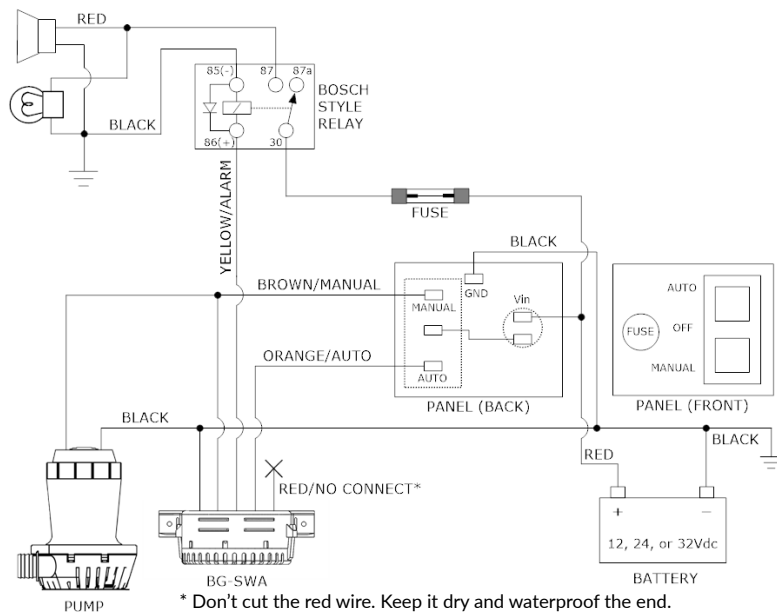 RED
85(-) 87 87a
BOSCH
STYLE
RELAY
BLACK
86(+) 30
FUSE
YELLOW/ALARM
BLACK
BROWN/MANUAL
GND
MANUAL
Vin
ORANGE/AUTO
AUTO
PANEL (BACK)
AUTO
FUSE
OFF
MANUAL
PANEL (FRONT)
BLACK
BLACK
RED
RED/NO CONNECT*
+ −
12, 24, or 32Vdc
BATTERY
BG-SWA
PUMP
* Don't cut the red wire. Keep it dry and waterproof the end.